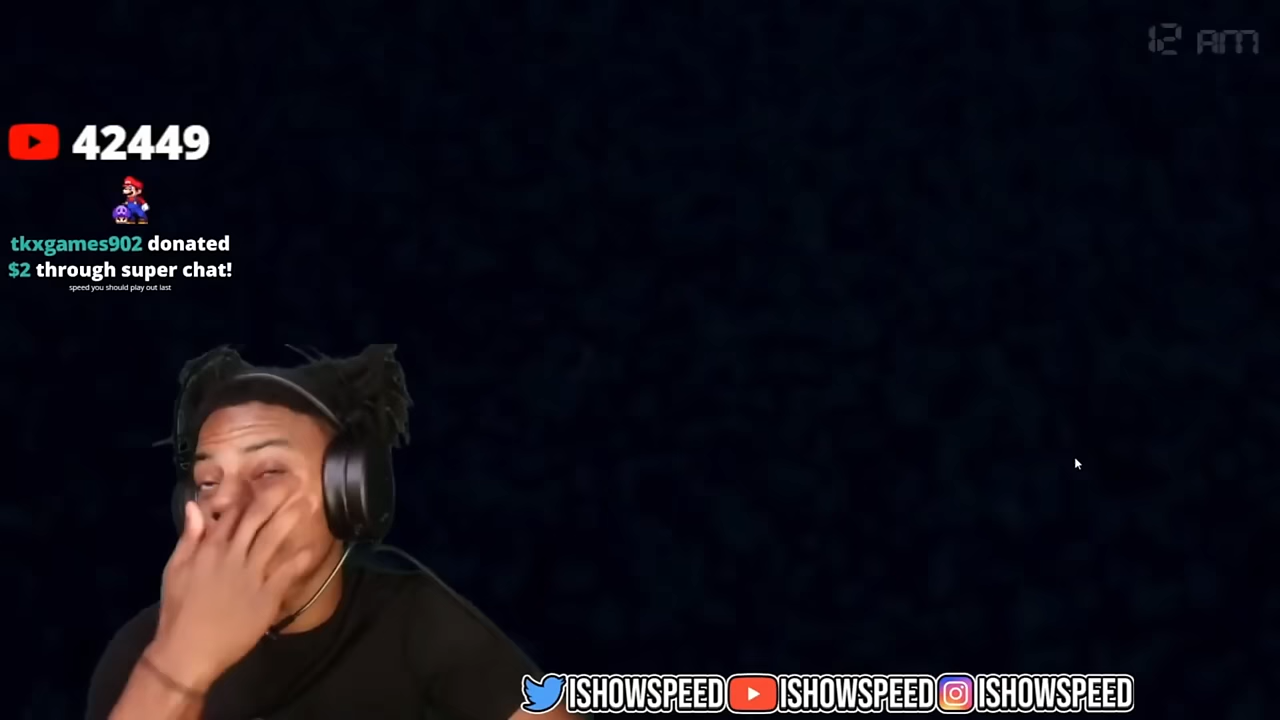 12 AM
42449
tkxgames902 donated
$2 through super chat!
speed you should play out last
ISHOWSPEED ISHOWSPEED ISHOWSPEED